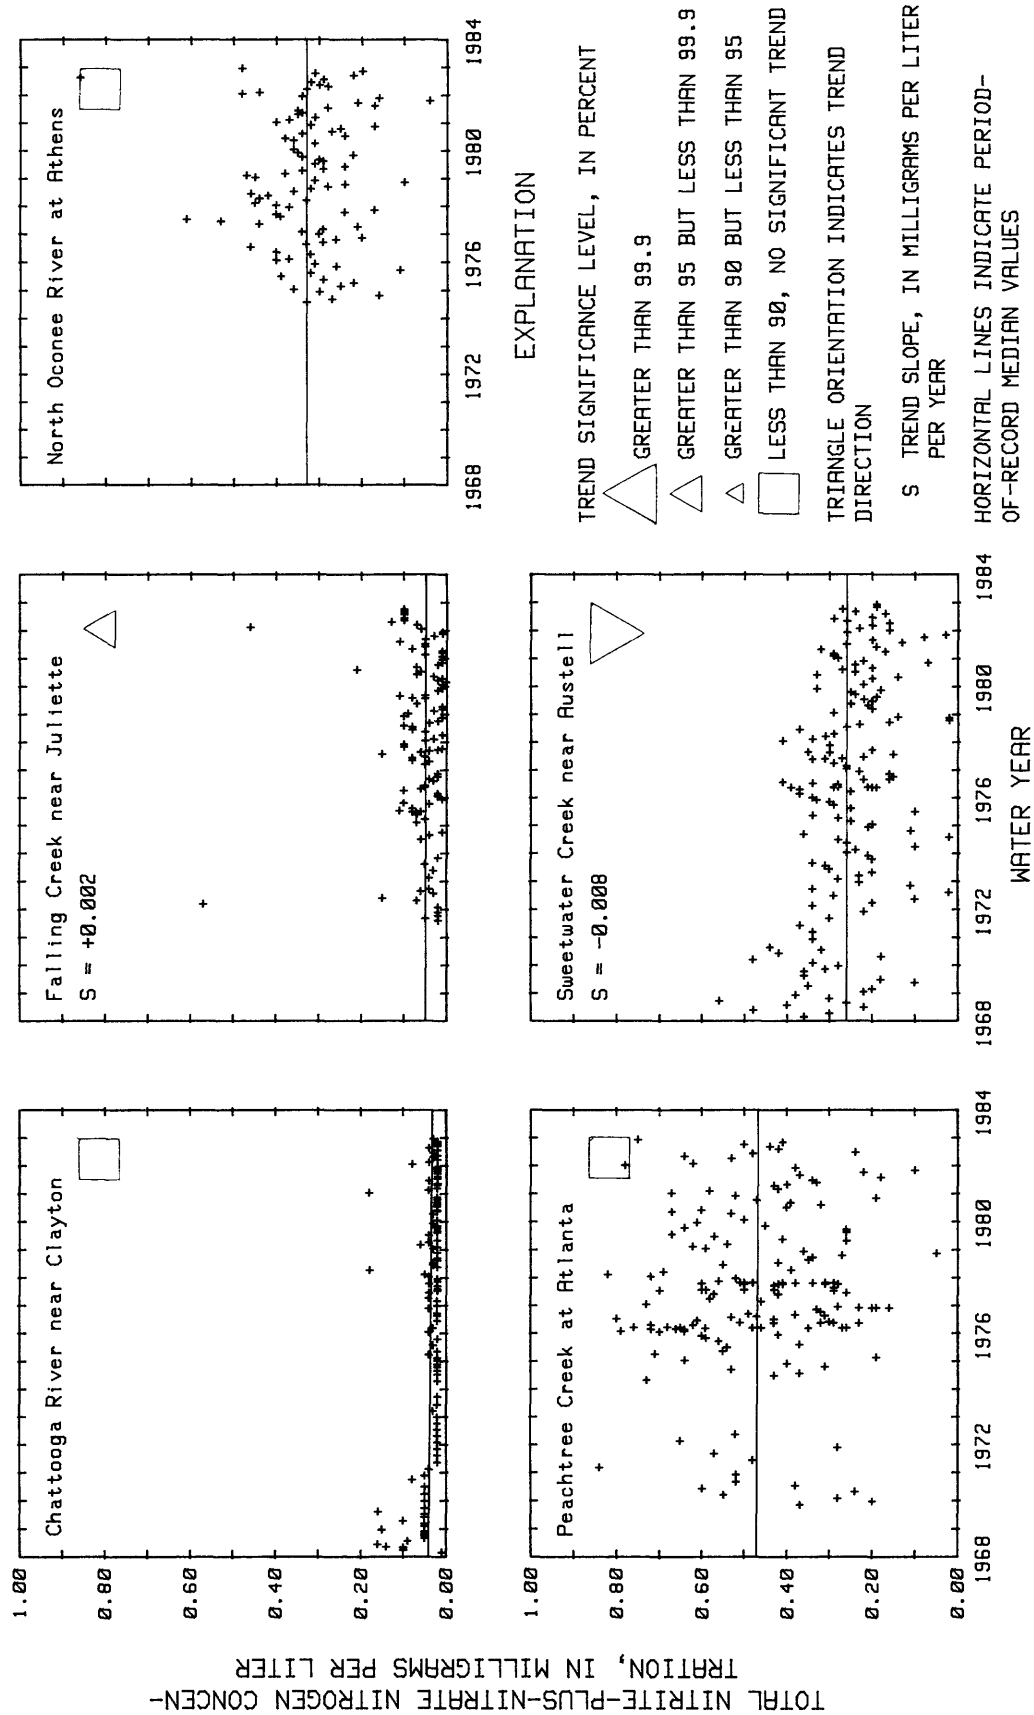 TOTAL NITRITE-PLUS-NITRATE NITROGEN CONCEN-
TRATION, IN MILLIGRAMS PER LITER
Chattooga River near Clayton
1.00
0.80
0.60
0.40
0.20
0.00
Falling Creek near Juliette
S = +0.002
North Oconee River at Athens
1968 1972 1976 1980 1984
Peachtree Creek at Atlanta
1.00
0.80
0.60
0.40
0.20
0.00
1968 1972 1976 1980 1984
Sweetwater Creek near Austell
S = -0.008
1968 1972 1976 1980 1984
WATER YEAR
EXPLANATION
TREND SIGNIFICANCE LEVEL, IN PERCENT
GREATER THAN 99.9
GREATER THAN 95 BUT LESS THAN 99.9
GREATER THAN 90 BUT LESS THAN 95
LESS THAN 90, NO SIGNIFICANT TREND
TRIANGLE ORIENTATION INDICATES TREND
DIRECTION
S TREND SLOPE, IN MILLIGRAMS PER LITER
PER YEAR
HORIZONTAL LINES INDICATE PERIOD-
OF-RECORD MEDIAN VALUES